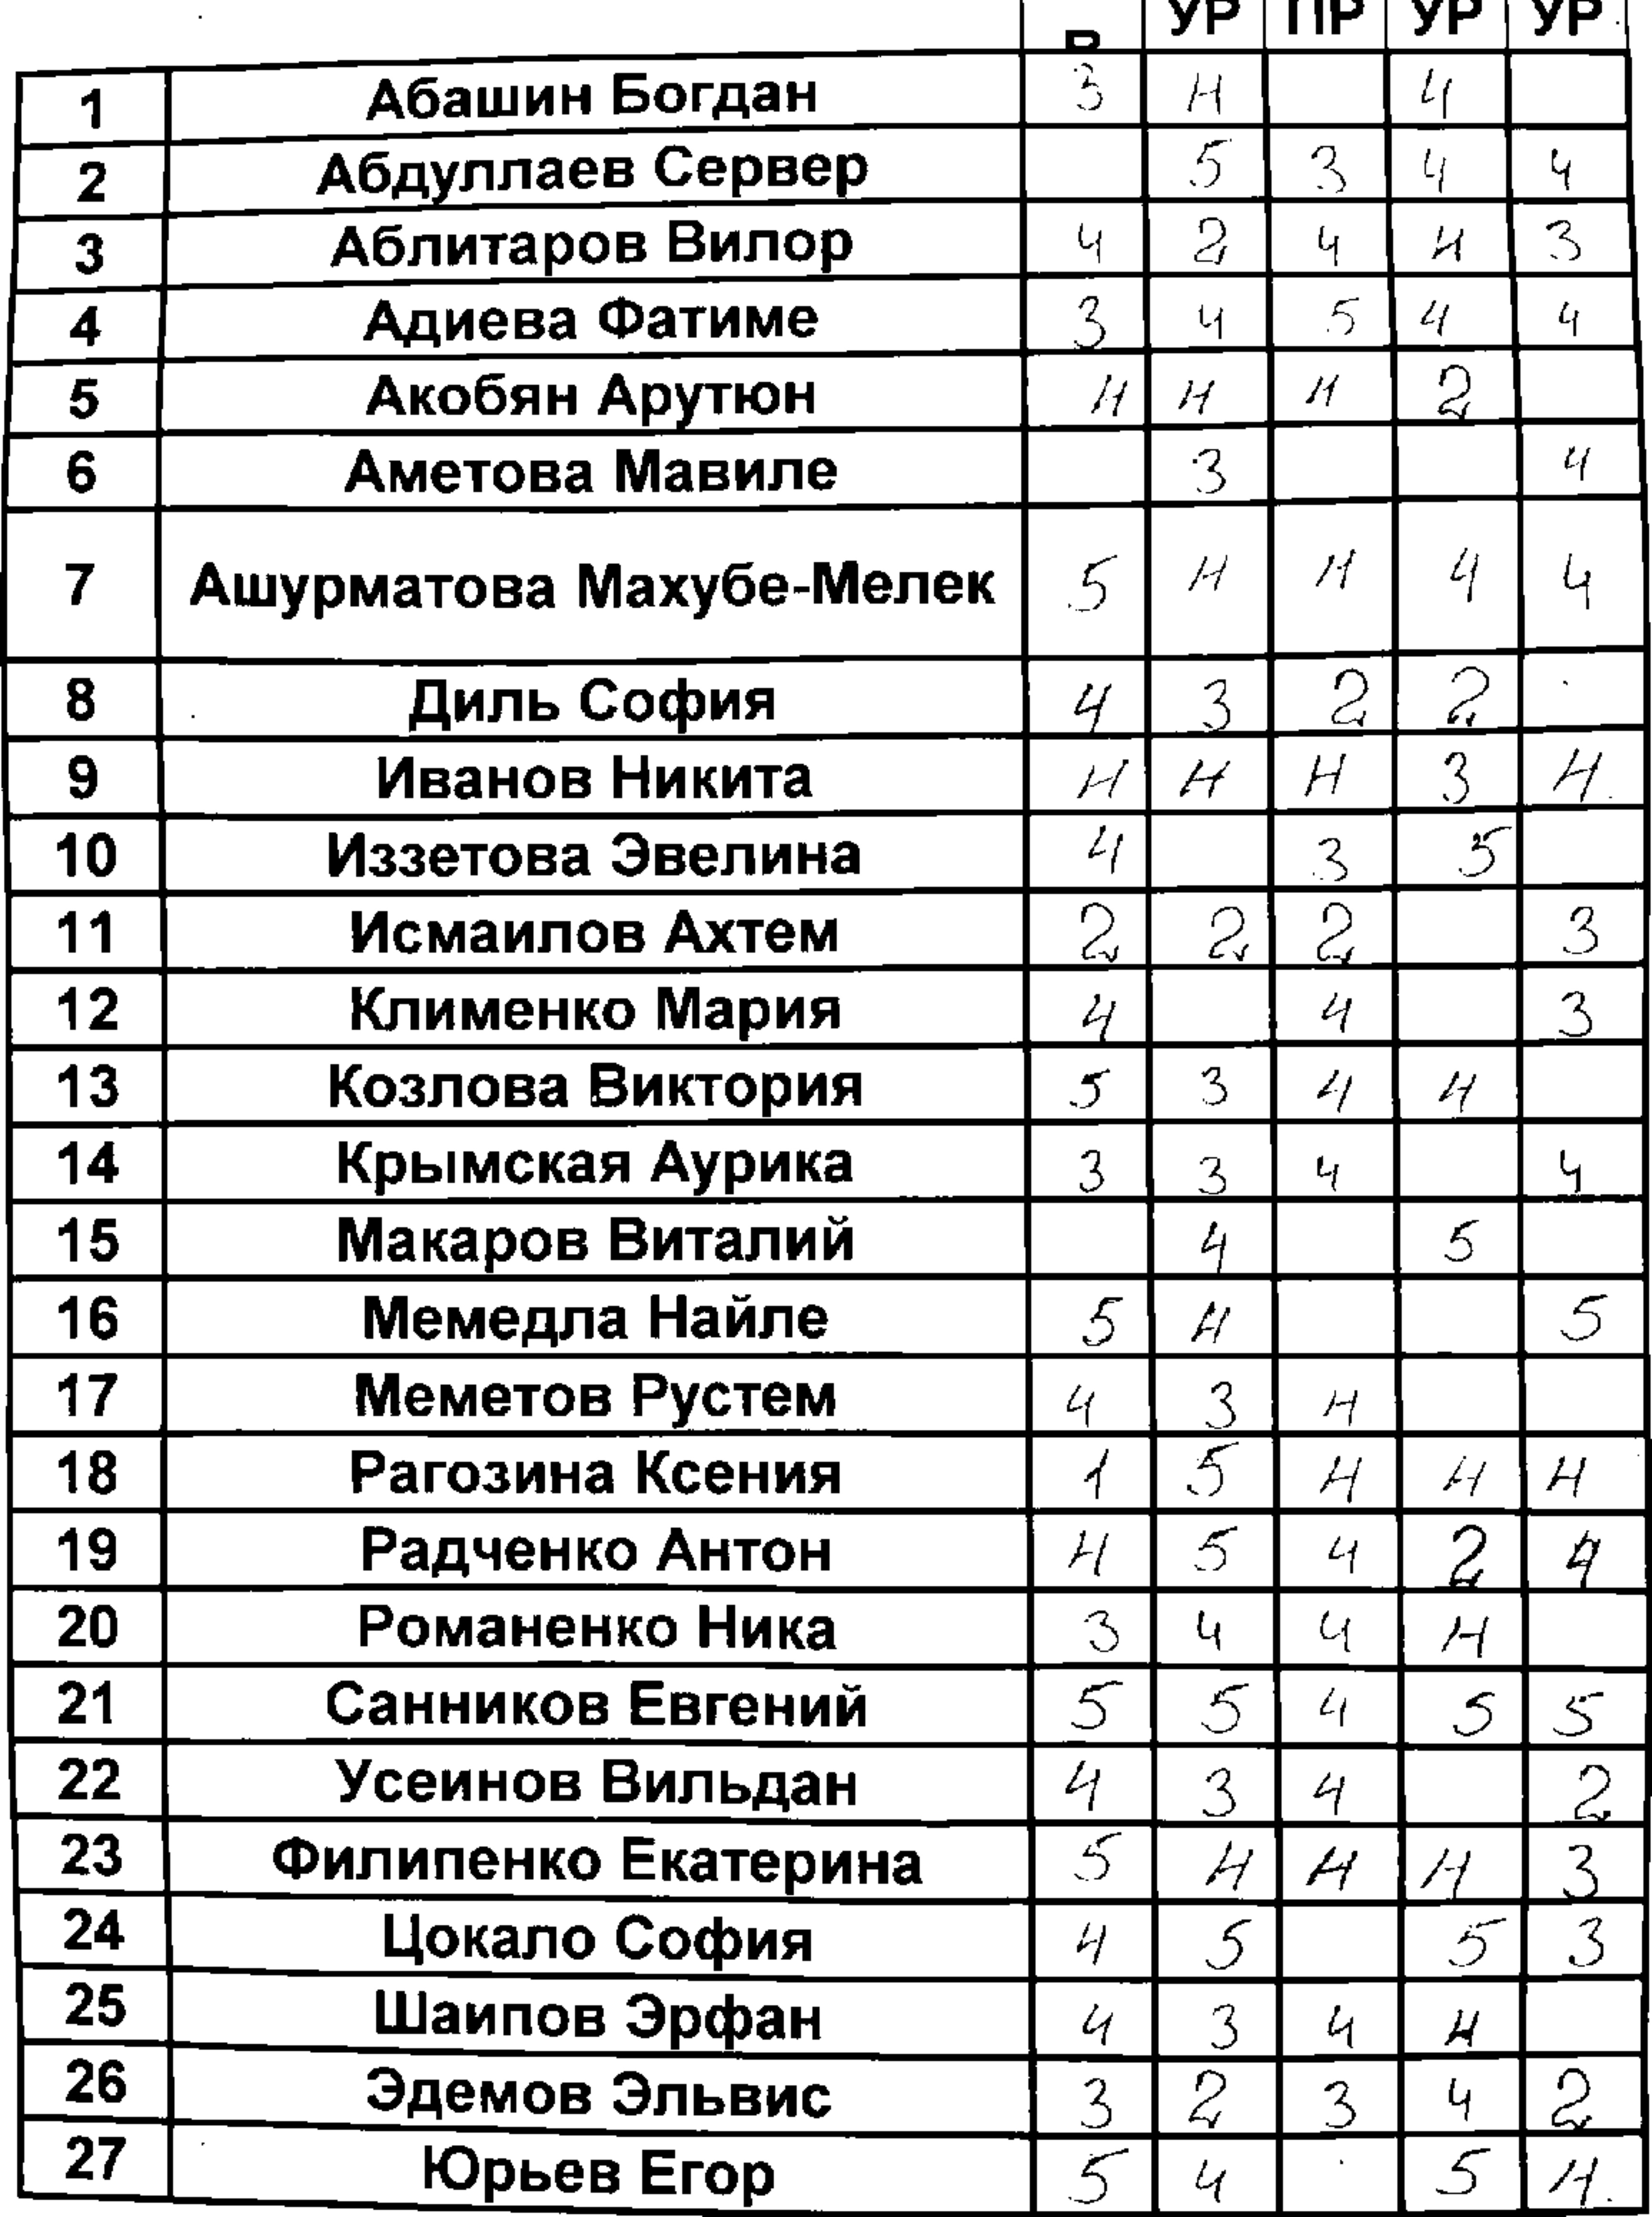 УР ПР УР УР
1 Абашин Богдан 3 Н 4
2 Абдуллаев Сервер 5 3 4 4
3 Аблитаров Вилор 4 2 4 Н 3
4 Адиева Фатиме 3 4 5 4 4
5 Акобян Арутюн Н Н Н 2
6 Аметова Мавиле 3 4
7 Ашурматова Махубе-Мелек 5 Н Н 4 4
8 Диль София 4 3 2 2
9 Иванов Никита Н Н Н 3 Н
10 Иззетова Эвелина 4 3 5
11 Исмаилов Ахтем 2 2 2 3
12 Клименко Мария 4 4 3
13 Козлова Виктория 5 3 4 Н
14 Крымская Аурика 3 3 4 4
15 Макаров Виталий 4 5
16 Мемедла Найле 5 Н 5
17 Меметов Рустем 4 3 Н
18 Рагозина Ксения 1 5 Н Н Н
19 Радченко Антон Н 5 4 2 4
20 Романенко Ника 3 4 4 Н
21 Санников Евгений 5 5 4 5 5
22 Усеинов Вильдан 4 3 4 2
23 Филипенко Екатерина 5 Н Н Н 3
24 Цокало София 4 5 5 3
25 Шаипов Эрфан 4 3 4 Н
26 Эдемов Эльвис 3 2 3 4 2
27 Юрьев Егор 5 4 5 Н